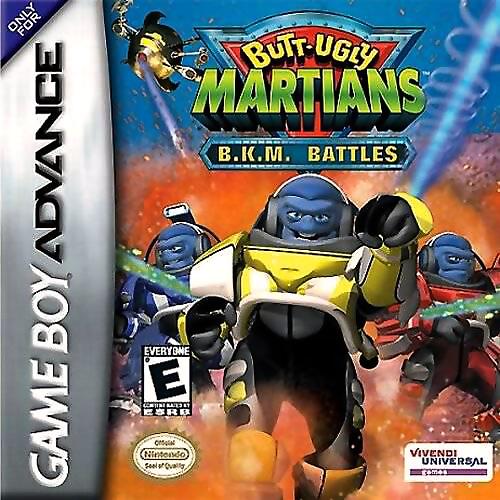 ONLY
FOR
GAME BOY ADVANCE
BUTT-UGLY
MARTIANS
™
B.K.M. BATTLES
EVERYONE
E
CONTENT RATED BY
ESRB
Official
Nintendo
Seal of Quality
VIVENDI
UNIVERSAL
games